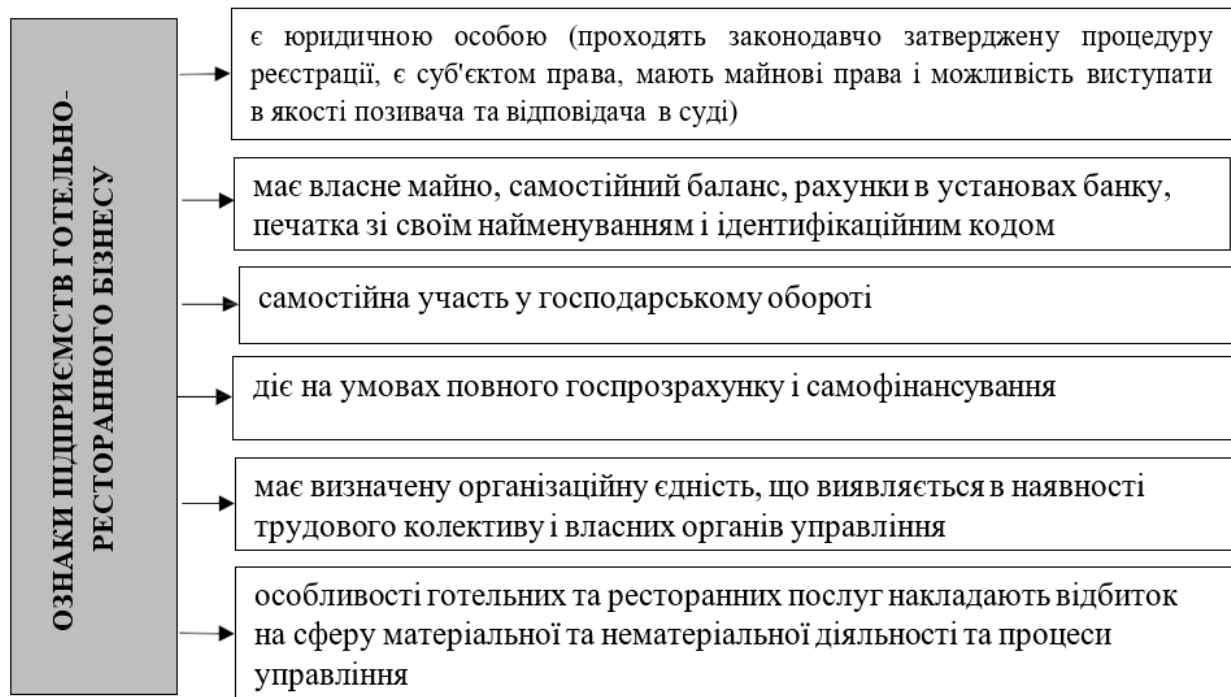 ОЗНАКИ ПІДПРИЄМСТВ ГОТЕЛЬНО-
РЕСТОРАННОГО БІЗНЕСУ
є юридичною особою (проходять законодавчо затверджену процедуру
реєстрації, є суб'єктом права, мають майнові права і можливість виступати
в якості позивача та відповідача в суді)
має власне майно, самостійний баланс, рахунки в установах банку,
печатка зі своїм найменуванням і ідентифікаційним кодом
самостійна участь у господарському обороті
діє на умовах повного госпрозрахунку і самофінансування
має визначену організаційну єдність, що виявляється в наявності
трудового колективу і власних органів управління
особливості готельних та ресторанних послуг накладають відбиток
на сферу матеріальної та нематеріальної діяльності та процеси
управління